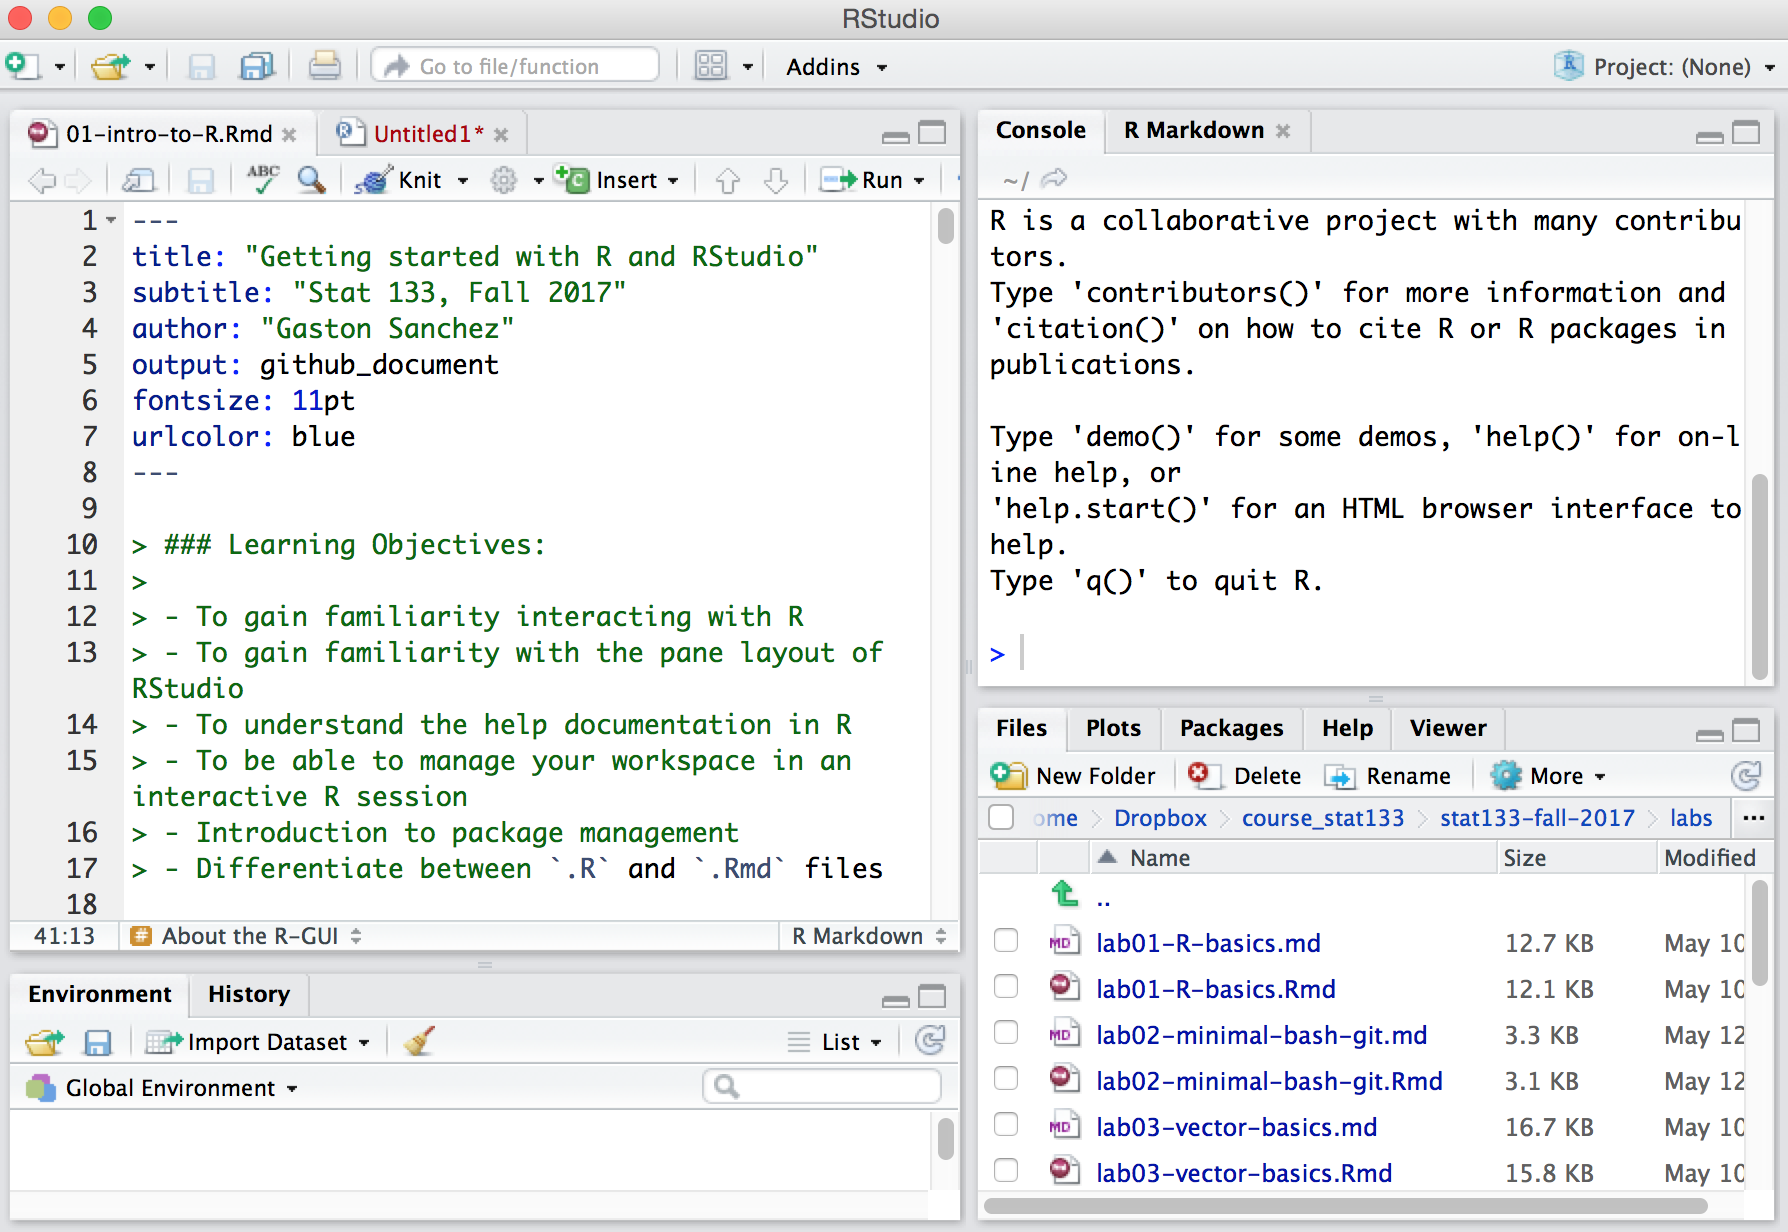 RStudio
Go to file/function
Addins
Project: (None)
01-intro-to-R.Rmd
Untitled1*
ABC
Knit
Insert
Run
1 ---
2 title: "Getting started with R and RStudio"
3 subtitle: "Stat 133, Fall 2017"
4 author: "Gaston Sanchez"
5 output: github_document
6 fontsize: 11pt
7 urlcolor: blue
8 ---
9
10 > ### Learning Objectives:
11 >
12 > - To gain familiarity interacting with R
13 > - To gain familiarity with the pane layout of
RStudio
14 > - To understand the help documentation in R
15 > - To be able to manage your workspace in an
interactive R session
16 > - Introduction to package management
17 > - Differentiate between `.R` and `.Rmd` files
18
41:13 # About the R-GUI R Markdown
Console R Markdown
~/
R is a collaborative project with many contribu
tors.
Type 'contributors()' for more information and
'citation()' on how to cite R or R packages in
publications.
Type 'demo()' for some demos, 'help()' for on-l
ine help, or
'help.start()' for an HTML browser interface to
help.
Type 'q()' to quit R.
>
Environment History
Import Dataset List
Global Environment
Files Plots Packages Help Viewer
New Folder Delete Rename More
ome Dropbox course_stat133 stat133-fall-2017 labs ...
Name Size Modified
..
MD lab01-R-basics.md 12.7 KB May 10
lab01-R-basics.Rmd 12.1 KB May 10
MD lab02-minimal-bash-git.md 3.3 KB May 12
lab02-minimal-bash-git.Rmd 3.1 KB May 12
MD lab03-vector-basics.md 16.7 KB May 10
lab03-vector-basics.Rmd 15.8 KB May 10